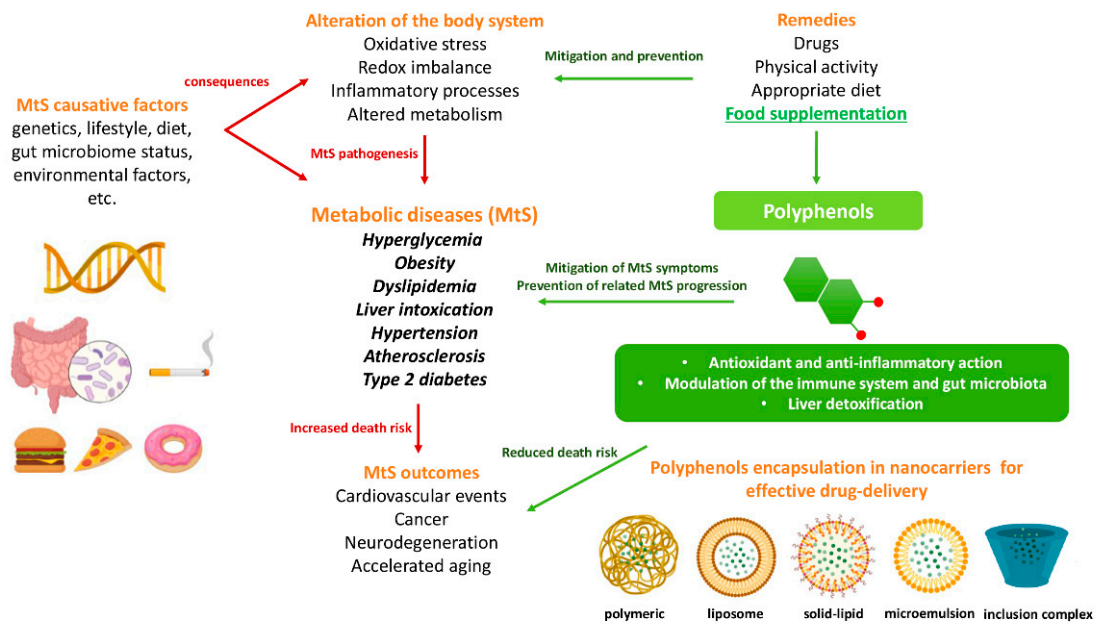 Alteration of the body system
Oxidative stress
Redox imbalance
Inflammatory processes
Altered metabolism
Remedies
Drugs
Physical activity
Appropriate diet
Food supplementation
Mitigation and prevention
consequences
MtS causative factors
genetics, lifestyle, diet,
gut microbiome status,
environmental factors,
etc.
MtS pathogenesis
Metabolic diseases (MtS)
Hyperglycemia
Obesity
Dyslipidemia
Liver intoxication
Hypertension
Atherosclerosis
Type 2 diabetes
Polyphenols
Mitigation of MtS symptoms
Prevention of related MtS progression
• Antioxidant and anti-inflammatory action
• Modulation of the immune system and gut microbiota
• Liver detoxification
Increased death risk
Reduced death risk
MtS outcomes
Cardiovascular events
Cancer
Neurodegeneration
Accelerated aging
Polyphenols encapsulation in nanocarriers for
effective drug-delivery
polymeric
liposome
solid-lipid
microemulsion
inclusion complex